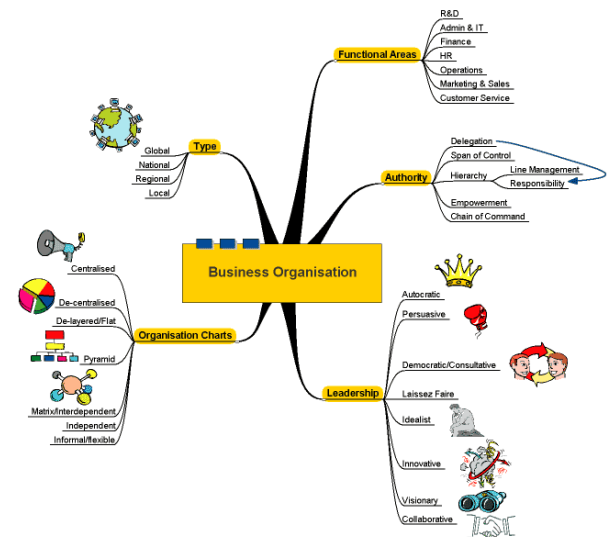 Business Organisation
Functional Areas
R&D
Admin & IT
Finance
HR
Operations
Marketing & Sales
Customer Service
Authority
Delegation
Span of Control
Hierarchy
Line Management
Responsibility
Empowerment
Chain of Command
Leadership
Autocratic
Persuasive
Democratic/Consultative
Laissez Faire
Idealist
Innovative
Visionary
Collaborative
Type
Global
National
Regional
Local
Organisation Charts
Centralised
De-centralised
De-layered/Flat
Pyramid
Matrix/Interdependent
Independent
Informal/flexible